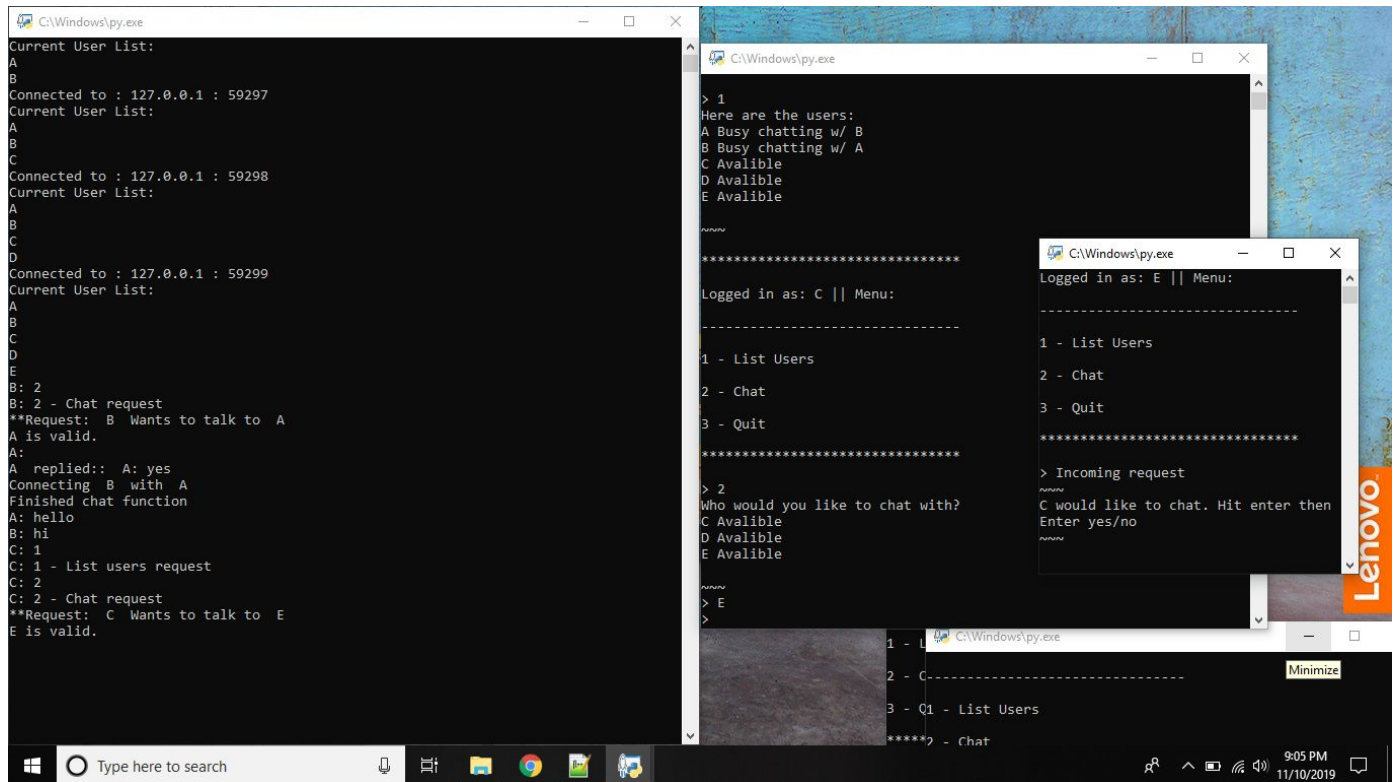 C:\Windows\py.exe
Current User List:
A
B
Connected to : 127.0.0.1 : 59297
Current User List:
A
B
C
Connected to : 127.0.0.1 : 59298
Current User List:
A
B
C
D
Connected to : 127.0.0.1 : 59299
Current User List:
A
B
C
D
E
B: 2
B: 2 - Chat request
**Request:  B  Wants to talk to  A
A is valid.
A:
A  replied::  A: yes
Connecting  B  with  A
Finished chat function
A: hello
B: hi
C: 1
C: 1 - List users request
C: 2
C: 2 - Chat request
**Request:  C  Wants to talk to  E
E is valid.
C:\Windows\py.exe
> 1
Here are the users:
A Busy chatting w/ B
B Busy chatting w/ A
C Avalible
D Avalible
E Avalible
~~~
********************************
Logged in as: C || Menu:
--------------------------------
1 - List Users
2 - Chat
3 - Quit
********************************
> 2
Who would you like to chat with?
C Avalible
D Avalible
E Avalible
~~~
> E
>
C:\Windows\py.exe
Logged in as: E || Menu:
--------------------------------
1 - List Users
2 - Chat
3 - Quit
********************************
> Incoming request
~~~
C would like to chat. Hit enter then
Enter yes/no
~~~
Lenovo
1 - L
2 - C
3 - Q
*****
C:\Windows\py.exe
Minimize
--------------------------------
1 - List Users
2 - Chat
Type here to search
9:05 PM
11/10/2019